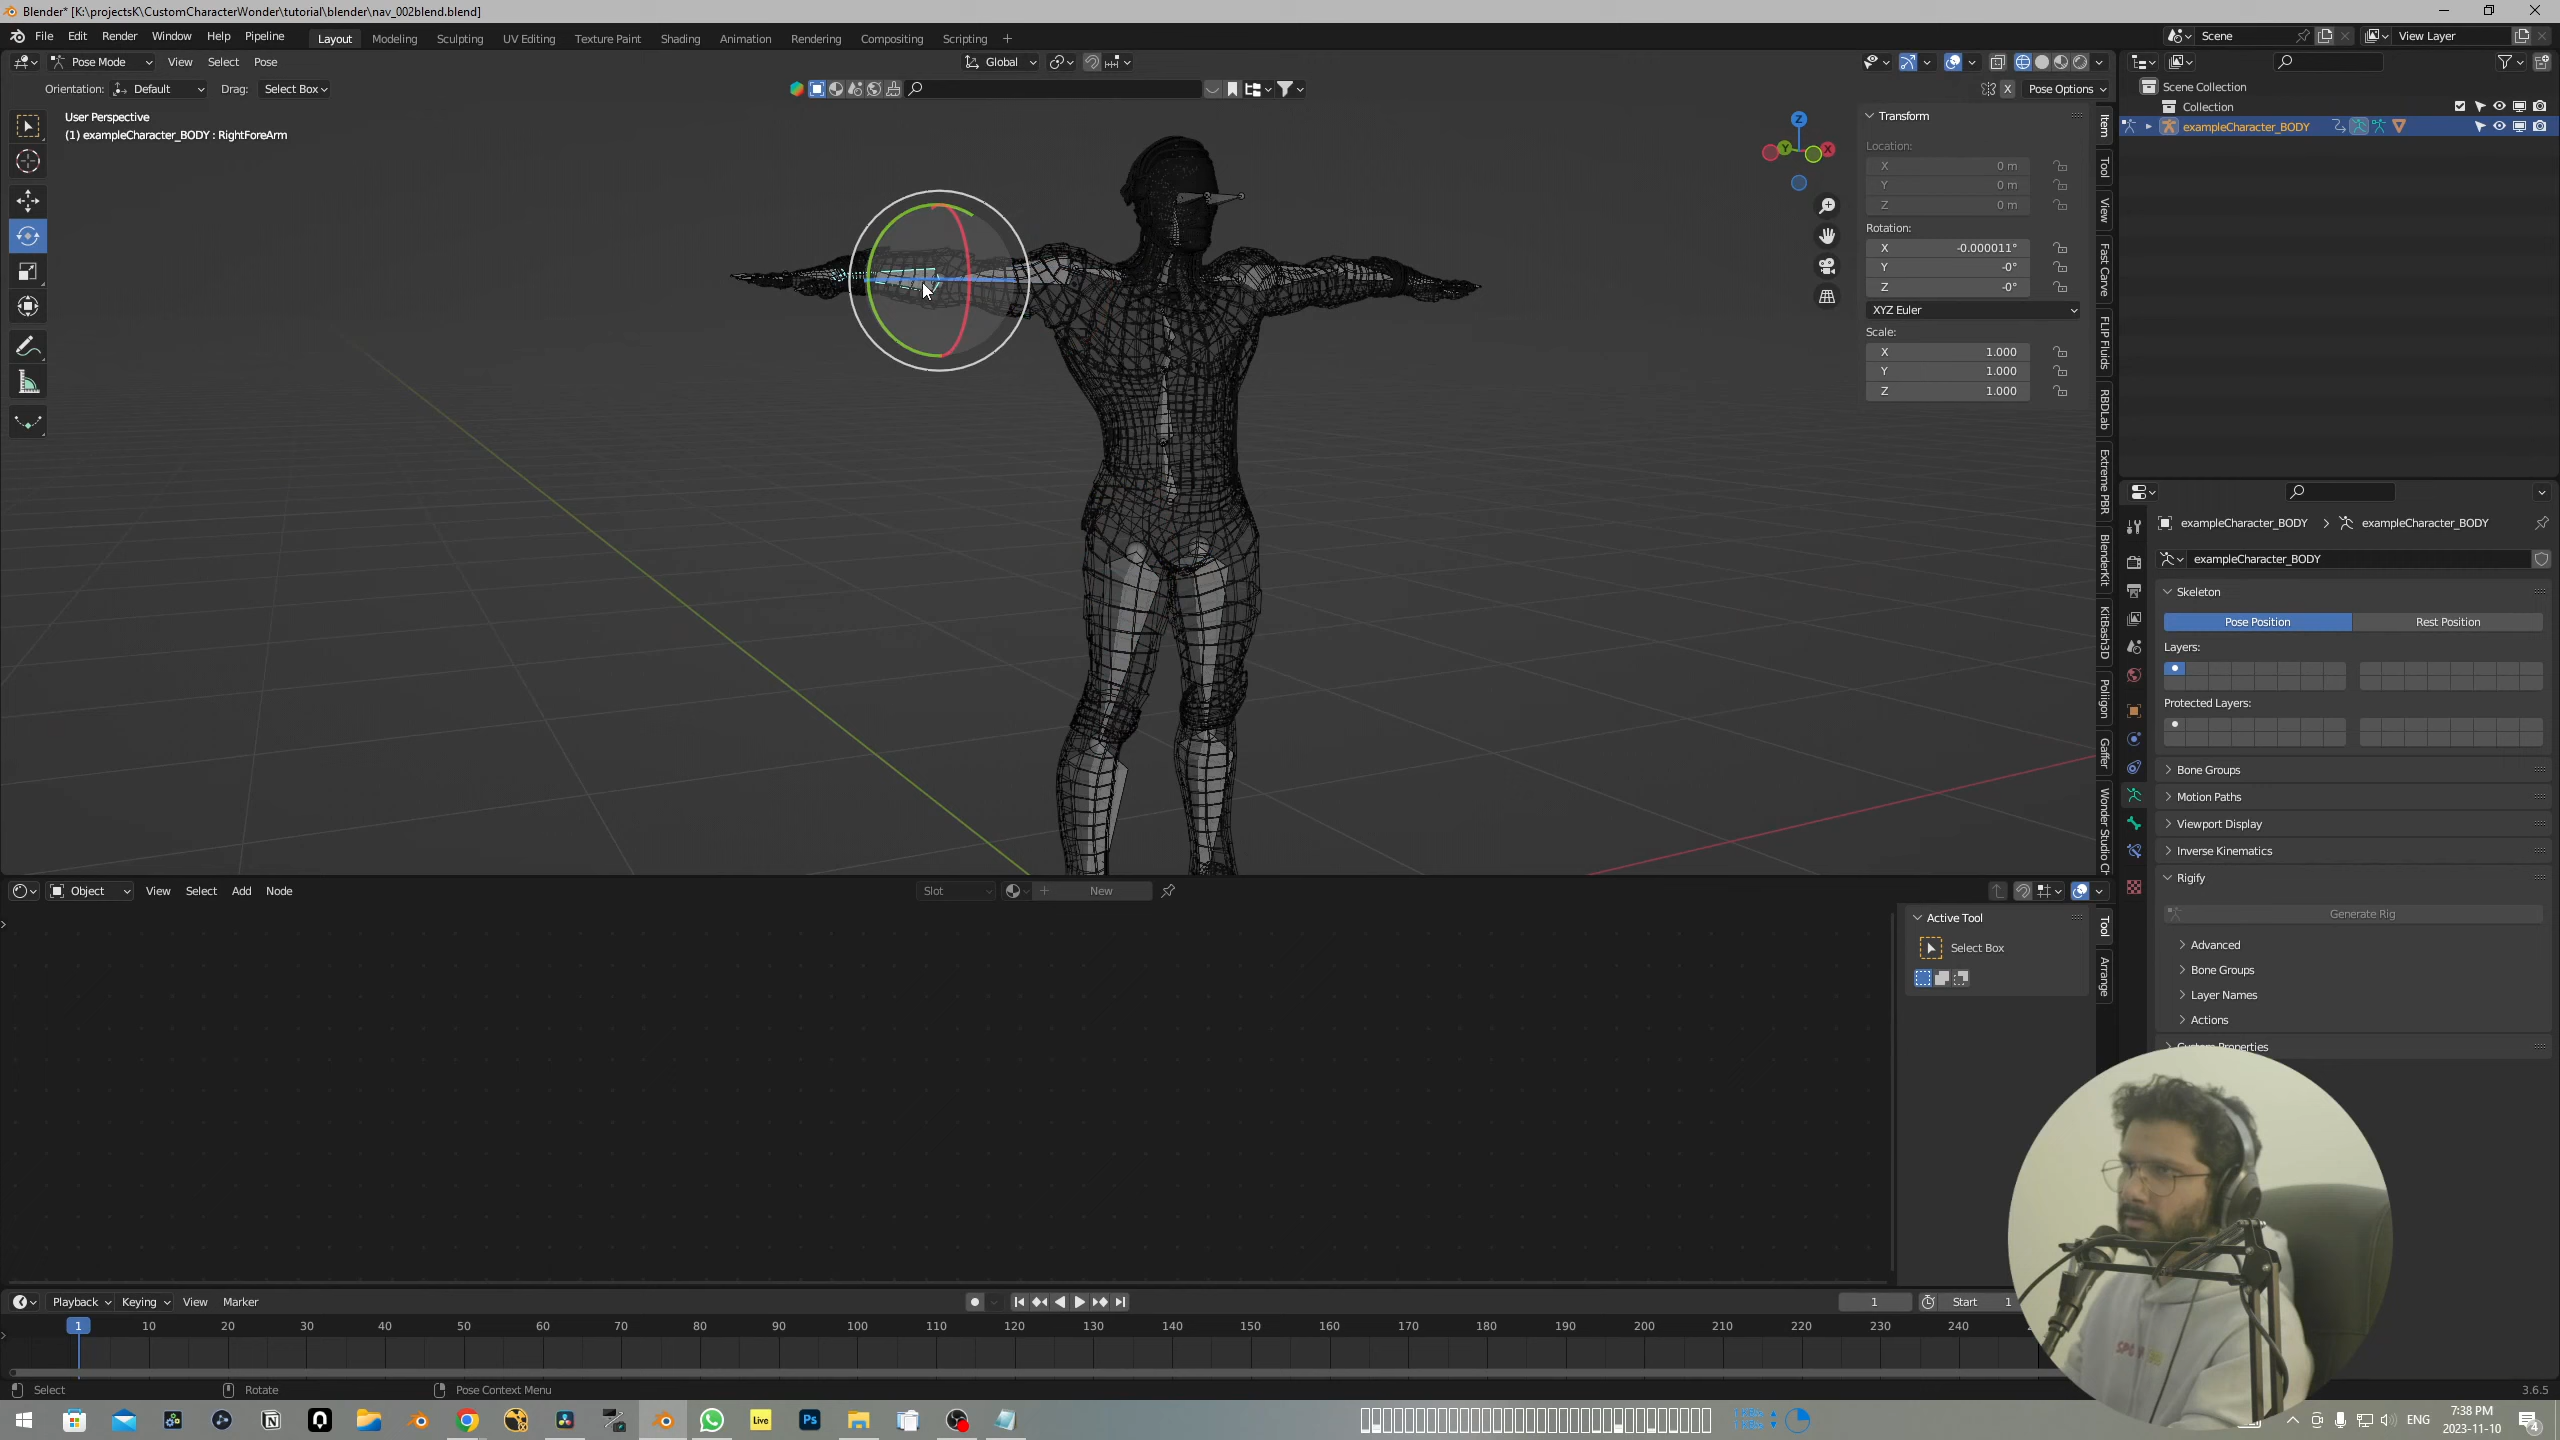 Blender* [K:\projectsK\CustomCharacterWonder\tutorial\blender\nav_002blend.blend]
File Edit Render Window Help Pipeline Layout Modeling Sculpting UV Editing Texture Paint Shading Animation Rendering Compositing Scripting + Scene View Layer
Pose Mode View Select Pose Global
Orientation: Default Drag: Select Box X Pose Options
User Perspective
(1) exampleCharacter_BODY : RightForeArm
Z
Y
X
Transform
Location:
X 0 m
Y 0 m
Z 0 m
Rotation:
X -0.000011°
Y -0°
Z -0°
XYZ Euler
Scale:
X 1.000
Y 1.000
Z 1.000
Item
Tool
View
Fast Carve
FLIP Fluids
RBDLab
Extreme PBR
BlenderKit
KitBash3D
Poliigon
Gaffer
Wonder Studio Ch
Scene Collection
Collection
exampleCharacter_BODY
exampleCharacter_BODY > exampleCharacter_BODY
exampleCharacter_BODY
Skeleton
Pose Position Rest Position
Layers:
Protected Layers:
Bone Groups
Motion Paths
Viewport Display
Inverse Kinematics
Rigify
Generate Rig
Advanced
Bone Groups
Layer Names
Actions
Custom Properties
Object View Select Add Node Slot New
Active Tool
Select Box
Tool
Arrange
Playback Keying View Marker 1 Start 1
1 10 20 30 40 50 60 70 80 90 100 110 120 130 140 150 160 170 180 190 200 210 220 230 240
Select Rotate Pose Context Menu 3.6.5
Live Ps ENG 7:38 PM
2023-11-10 4